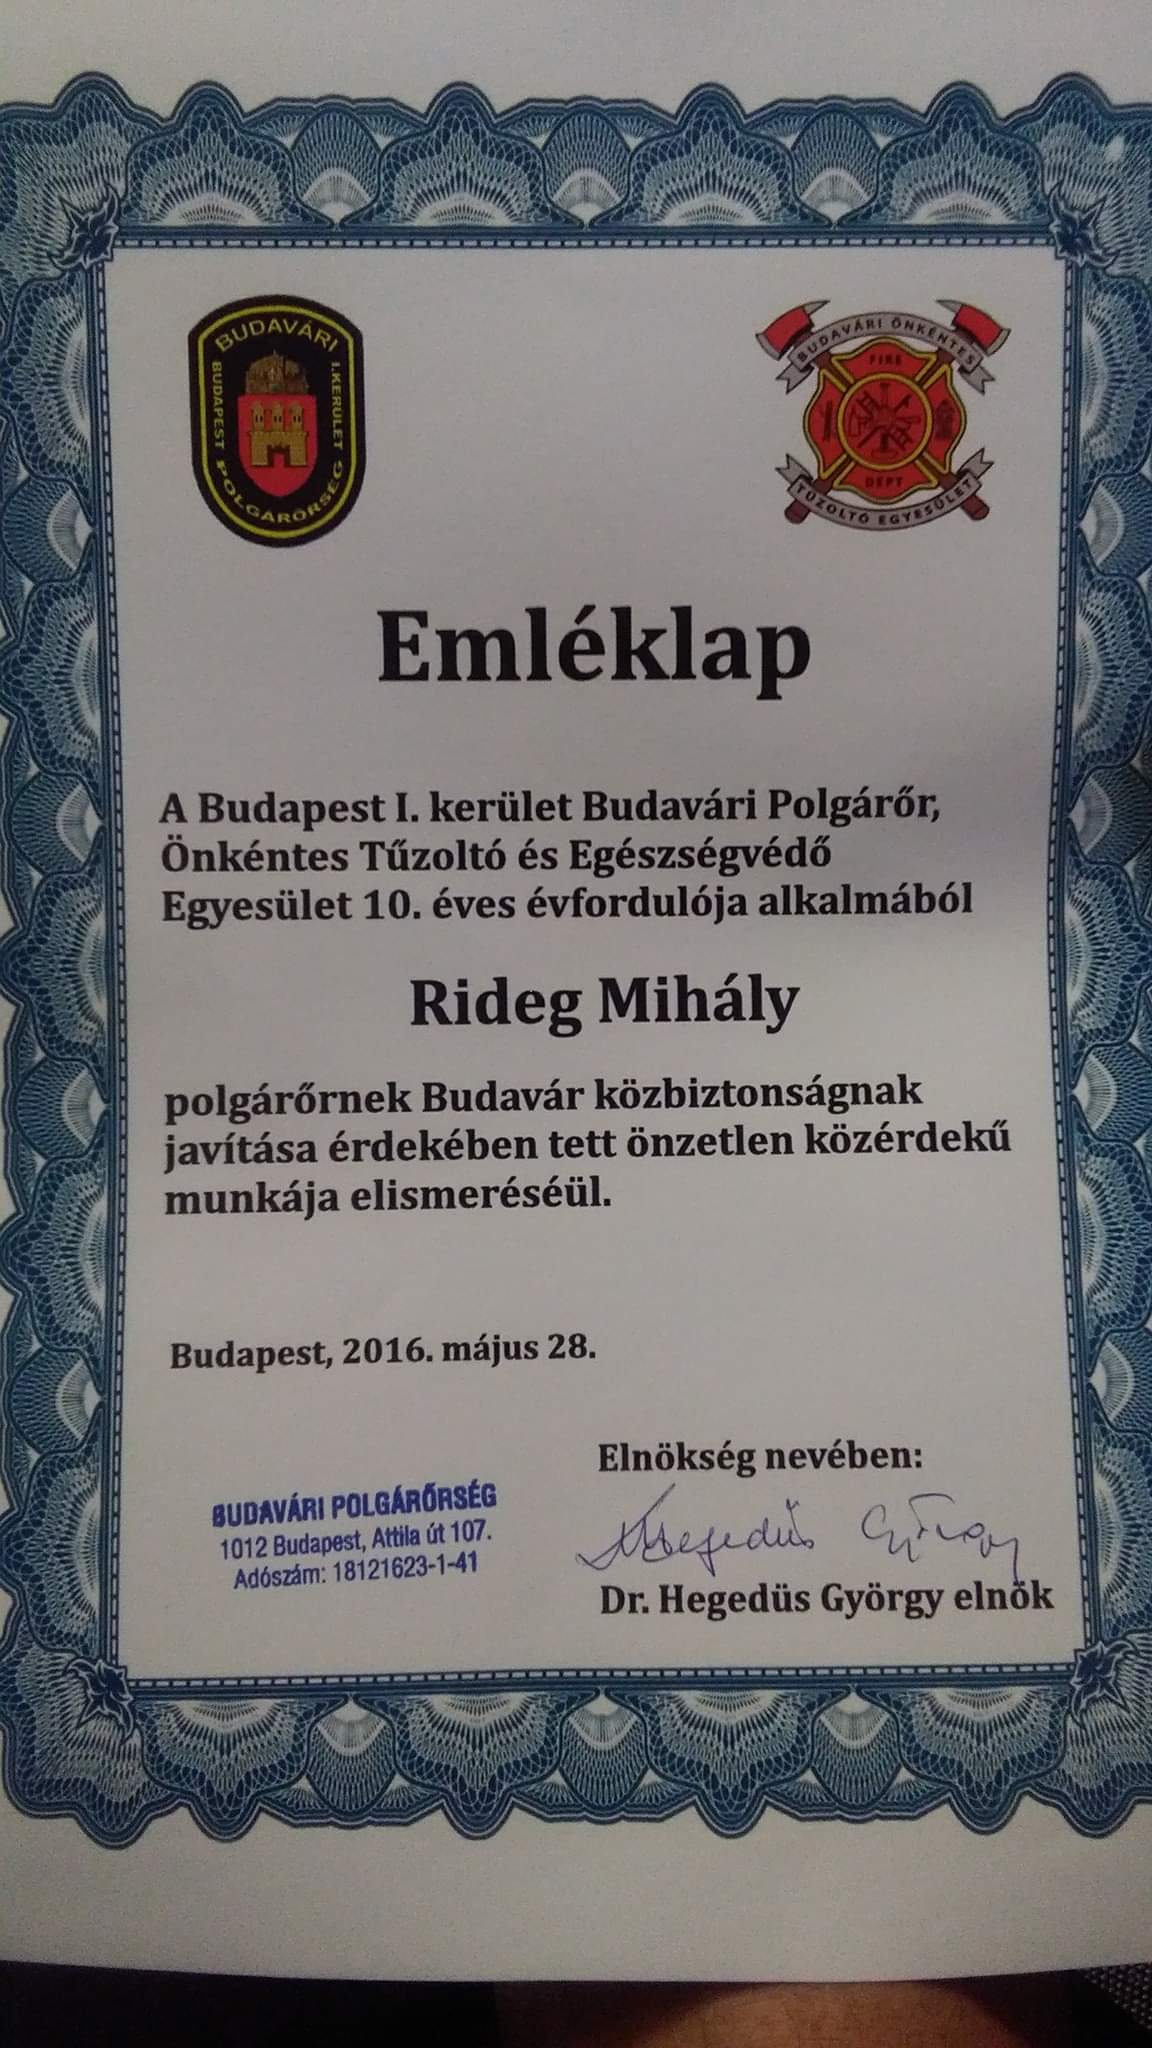 BUDAVÁRI
BUDAPEST
I.KERÜLET
POLGÁRŐRSÉG
BUDAVÁRI ÖNKÉNTES
FIRE
DEPT
TŰZOLTÓ EGYESÜLET
Emléklap
A Budapest I. kerület Budavári Polgárőr,
Önkéntes Tűzoltó és Egészségvédő
Egyesület 10. éves évfordulója alkalmából
Rideg Mihály
polgárőrnek Budavár közbiztonságnak
javítása érdekében tett önzetlen közérdekű
munkája elismeréséül.
Budapest, 2016. május 28.
Elnökség nevében:
BUDAVÁRI POLGÁRŐRSÉG
1012 Budapest, Attila út 107.
Adószám: 18121623-1-41
Hegedüs György
Dr. Hegedüs György elnök